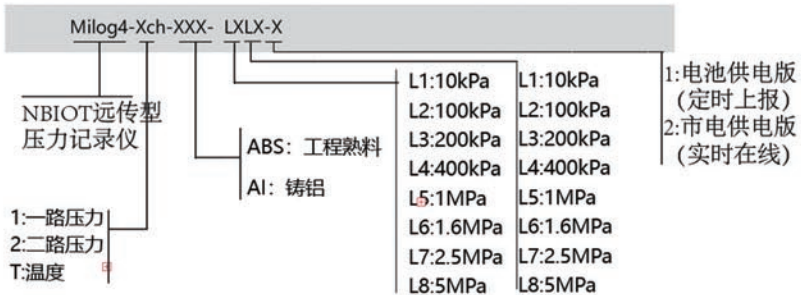 Milog4-Xch-XXX- LXLX-X
NBIOT远传型
压力记录仪
1:一路压力
2:二路压力
T:温度
ABS：工程熟料
Al：铸铝
L1:10kPa
L2:100kPa
L3:200kPa
L4:400kPa
L5:1MPa
L6:1.6MPa
L7:2.5MPa
L8:5MPa
L1:10kPa
L2:100kPa
L3:200kPa
L4:400kPa
L5:1MPa
L6:1.6MPa
L7:2.5MPa
L8:5MPa
1:电池供电版
（定时上报）
2:市电供电版
（实时在线）